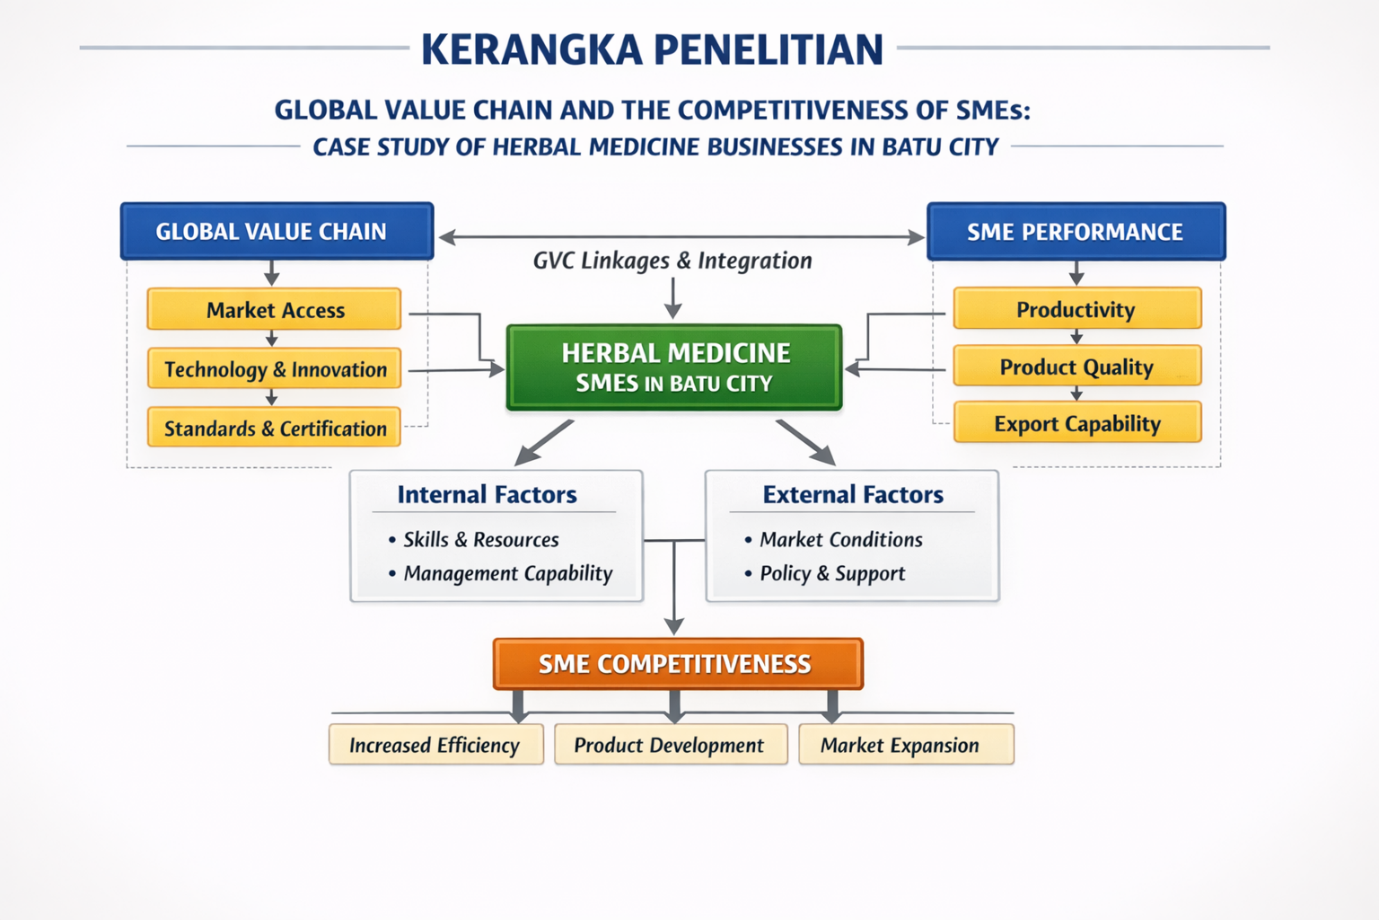 KERANGKA PENELITIAN
GLOBAL VALUE CHAIN AND THE COMPETITIVENESS OF SMEs:
CASE STUDY OF HERBAL MEDICINE BUSINESSES IN BATU CITY
GLOBAL VALUE CHAIN
Market Access
Technology & Innovation
Standards & Certification
GVC Linkages & Integration
HERBAL MEDICINE
SMES IN BATU CITY
SME PERFORMANCE
Productivity
Product Quality
Export Capability
Internal Factors
• Skills & Resources
• Management Capability
External Factors
• Market Conditions
• Policy & Support
SME COMPETITIVENESS
Increased Efficiency
Product Development
Market Expansion